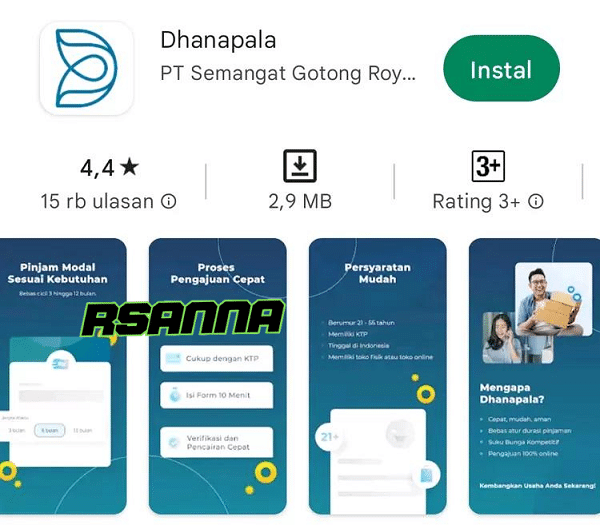 Dhanapala
PT Semangat Gotong Roy...
Instal
4,4★
15 rb ulasan
2,9 MB
3+
Rating 3+
Pinjam Modal
Sesuai Kebutuhan
Bebas cicil 3 hingga 12 bulan.
6 bulan
12 bulan
Proses
Pengajuan Cepat
RSANNA
Cukup dengan KTP
Isi Form 10 Menit
Verifikasi dan
Pencairan Cepat
Persyaratan
Mudah
Berumur 21 - 55 tahun
Memiliki KTP
Tinggal di Indonesia
Memiliki toko fisik atau toko online
21+
Mengapa
Dhanapala?
Cepat, mudah, aman
Bebas atur durasi pinjaman
Suku Bunga Kompetitif
Pengajuan 100% online
Kembangkan Usaha Anda Sekarang!